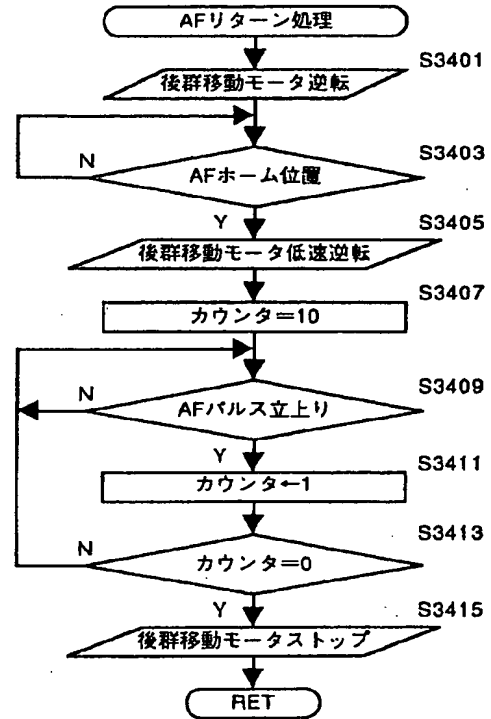 AFリターン処理
S3401
後群移動モータ逆転
S3403
N
AFホーム位置
Y
S3405
後群移動モータ低速逆転
S3407
カウンタ=10
S3409
N
AFパルス立上り
Y
S3411
カウンタ←1
S3413
N
カウンタ=0
Y
S3415
後群移動モータストップ
RET